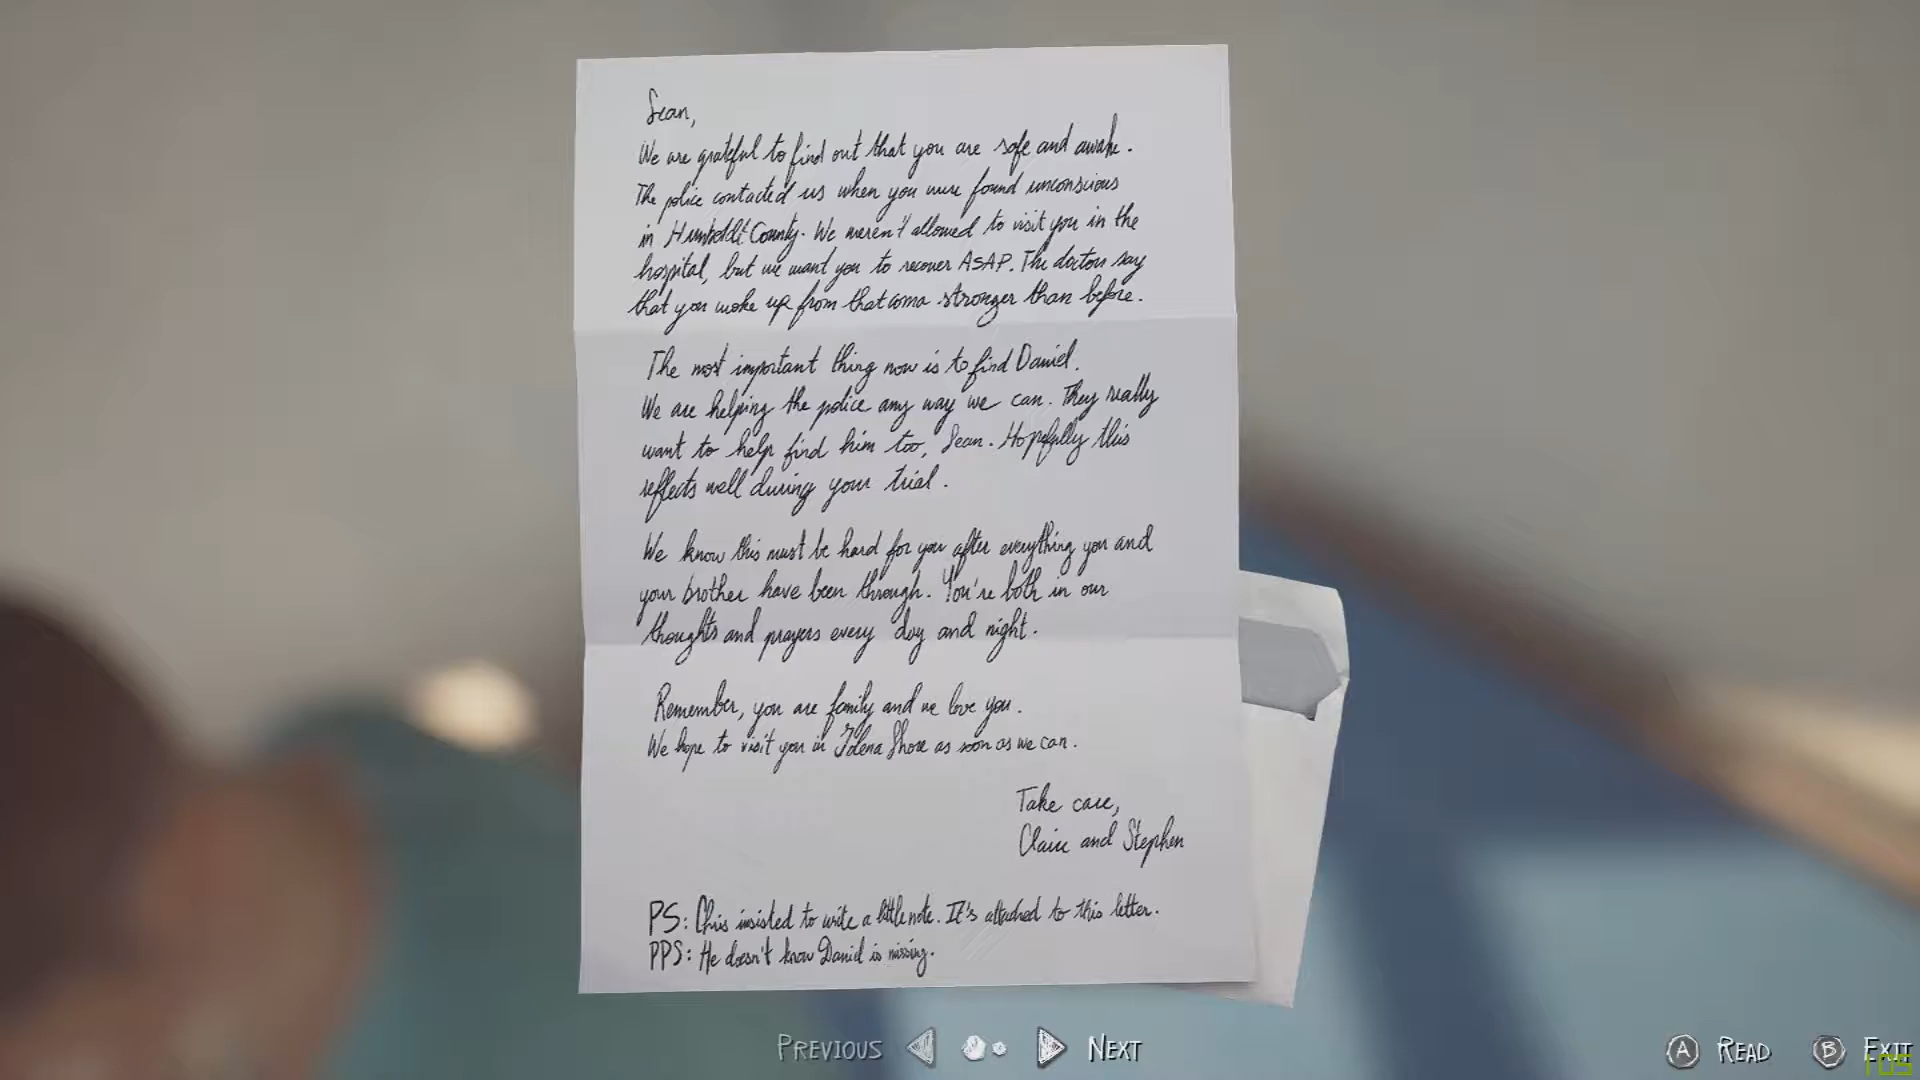 Sean,
We are grateful to find out that you are safe and awake.
The police contacted us when you were found unconscious
in Humboldt County. We weren't allowed to visit you in the
hospital, but we want you to recover ASAP. The doctors say
that you woke up from that coma stronger than before.
The most important thing now is to find Daniel.
We are helping the police any way we can. They really
want to help find him too, Sean. Hopefully this
reflects well during your trial.
We know this must be hard for you after everything you and
your brother have been through. You're both in our
thoughts and prayers every day and night.
Remember, you are family and we love you.
We hope to visit you in Idena Shore as soon as we can.
Take care,
Claire and Stephen
PS: Chris insisted to write a little note. It's attached to this letter.
PPS: He doesn't know Daniel is missing.
PREVIOUS NEXT
A READ B EXIT
105